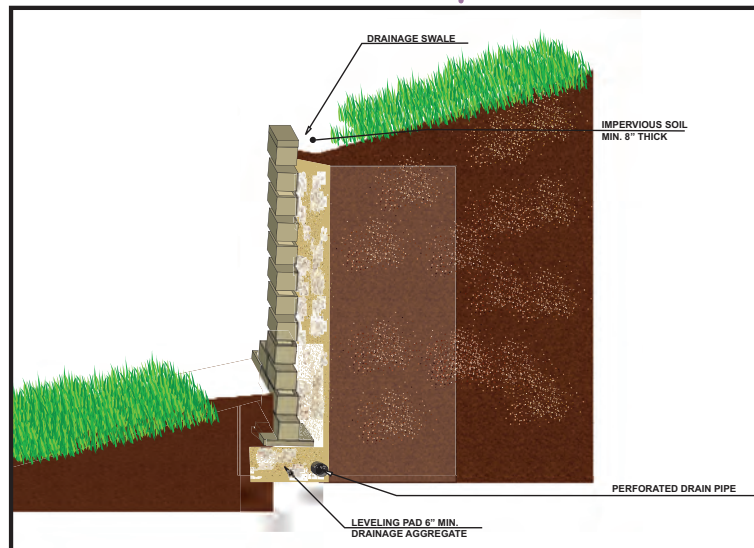 DRAINAGE SWALE
IMPERVIOUS SOIL
MIN. 8” THICK
PERFORATED DRAIN PIPE
LEVELING PAD 6” MIN.
DRAINAGE AGGREGATE